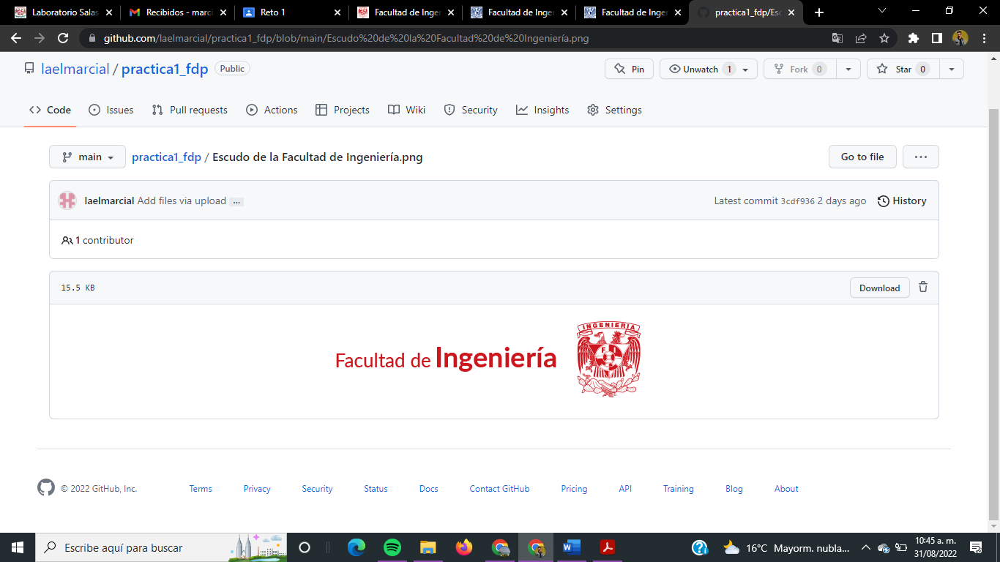 Laboratorio Salas
Recibidos - marci
Reto 1
Facultad de Inger
Facultad de Inger
Facultad de Inger
practica1_fdp/Esc
github.com/laelmarcial/practica1_fdp/blob/main/Escudo%20de%20la%20Facultad%20de%20Ingeniería.png
laelmarcial / practica1_fdp Public
Pin
Unwatch 1
Fork 0
Star 0
Code
Issues
Pull requests
Actions
Projects
Wiki
Security
Insights
Settings
main
practica1_fdp / Escudo de la Facultad de Ingeniería.png
Go to file
laelmarcial Add files via upload ...
Latest commit 3cdf936 2 days ago
History
1 contributor
15.5 KB
Download
INGENIERIA
F I
Facultad de Ingeniería
© 2022 GitHub, Inc.
Terms
Privacy
Security
Status
Docs
Contact GitHub
Pricing
API
Training
Blog
About
Escribe aquí para buscar
16°C Mayorm. nubla...
10:45 a. m.
31/08/2022